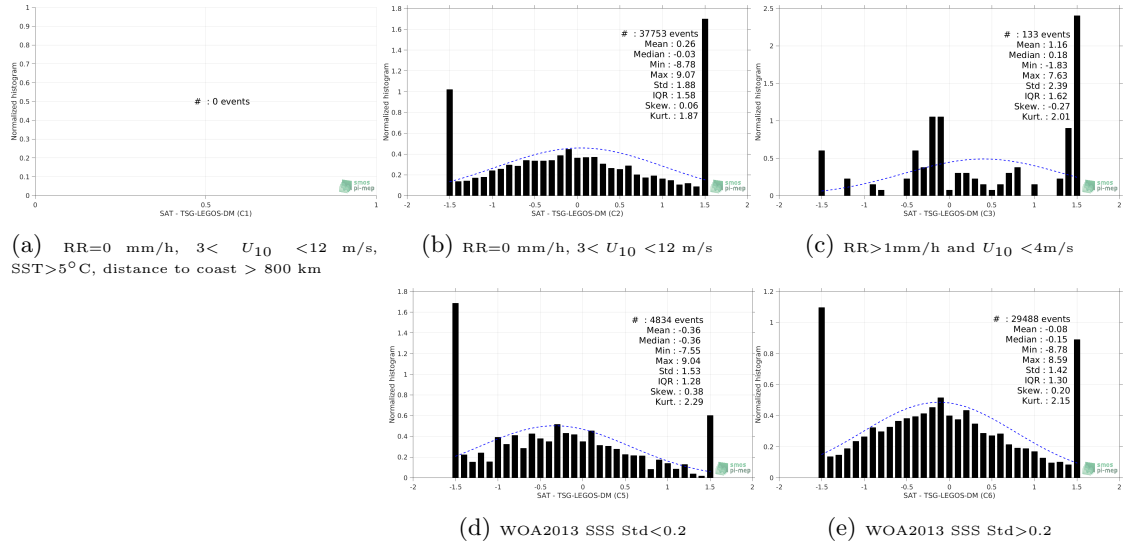 Normalized histogram
1
0.9
0.8
0.7
0.6
0.5
0.4
0.3
0.2
0.1
0
# : 0 events
0
0.5
1
SAT - TSG-LEGOS-DM (C1)
smos
pi-mep
(a) RR=0 mm/h, 3< U10 <12 m/s,
SST>5°C, distance to coast > 800 km
Normalized histogram
1.8
1.6
1.4
1.2
1
0.8
0.6
0.4
0.2
0
# : 37753 events
Mean : 0.26
Median : -0.03
Min : -8.78
Max : 9.07
Std : 1.88
IQR : 1.58
Skew. : 0.06
Kurt. : 1.87
-2
-1.5
-1
-0.5
0
0.5
1
1.5
2
SAT - TSG-LEGOS-DM (C2)
smos
pi-mep
(b) RR=0 mm/h, 3< U10 <12 m/s
Normalized histogram
2.5
2
1.5
1
0.5
0
# : 133 events
Mean : 1.16
Median : 0.18
Min : -1.83
Max : 7.63
Std : 2.39
IQR : 1.62
Skew. : -0.27
Kurt. : 2.01
-2
-1.5
-1
-0.5
0
0.5
1
1.5
2
SAT - TSG-LEGOS-DM (C3)
smos
pi-mep
(c) RR>1mm/h and U10 <4m/s
Normalized histogram
1.8
1.6
1.4
1.2
1
0.8
0.6
0.4
0.2
0
# : 4834 events
Mean : -0.36
Median : -0.36
Min : -7.55
Max : 9.04
Std : 1.53
IQR : 1.28
Skew. : 0.38
Kurt. : 2.29
-2
-1.5
-1
-0.5
0
0.5
1
1.5
2
SAT - TSG-LEGOS-DM (C5)
smos
pi-mep
(d) WOA2013 SSS Std<0.2
Normalized histogram
1.2
1
0.8
0.6
0.4
0.2
0
# : 29488 events
Mean : -0.08
Median : -0.15
Min : -8.78
Max : 8.59
Std : 1.42
IQR : 1.30
Skew. : 0.20
Kurt. : 2.15
-2
-1.5
-1
-0.5
0
0.5
1
1.5
2
SAT - TSG-LEGOS-DM (C6)
smos
pi-mep
(e) WOA2013 SSS Std>0.2